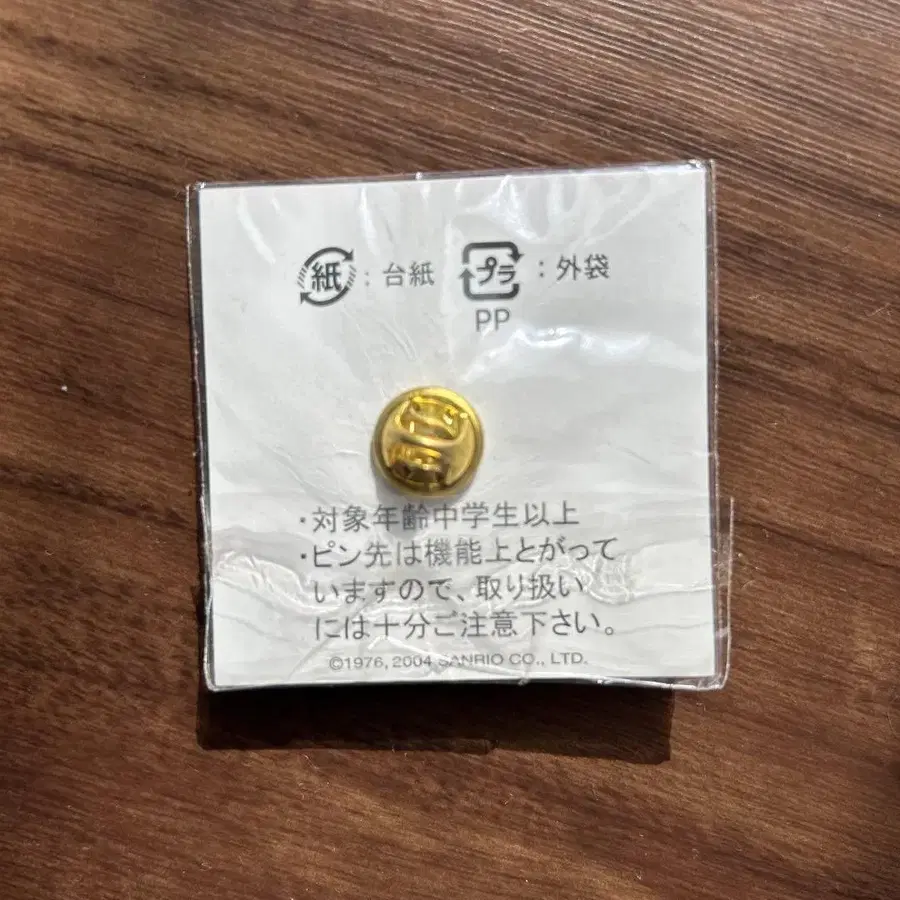 紙 : 台紙 プラ : 外袋
PP
・対象年齢中学生以上
・ピン先は機能上とがって
いますので、取り扱い
には十分ご注意下さい。
©1976, 2004 SANRIO CO., LTD.